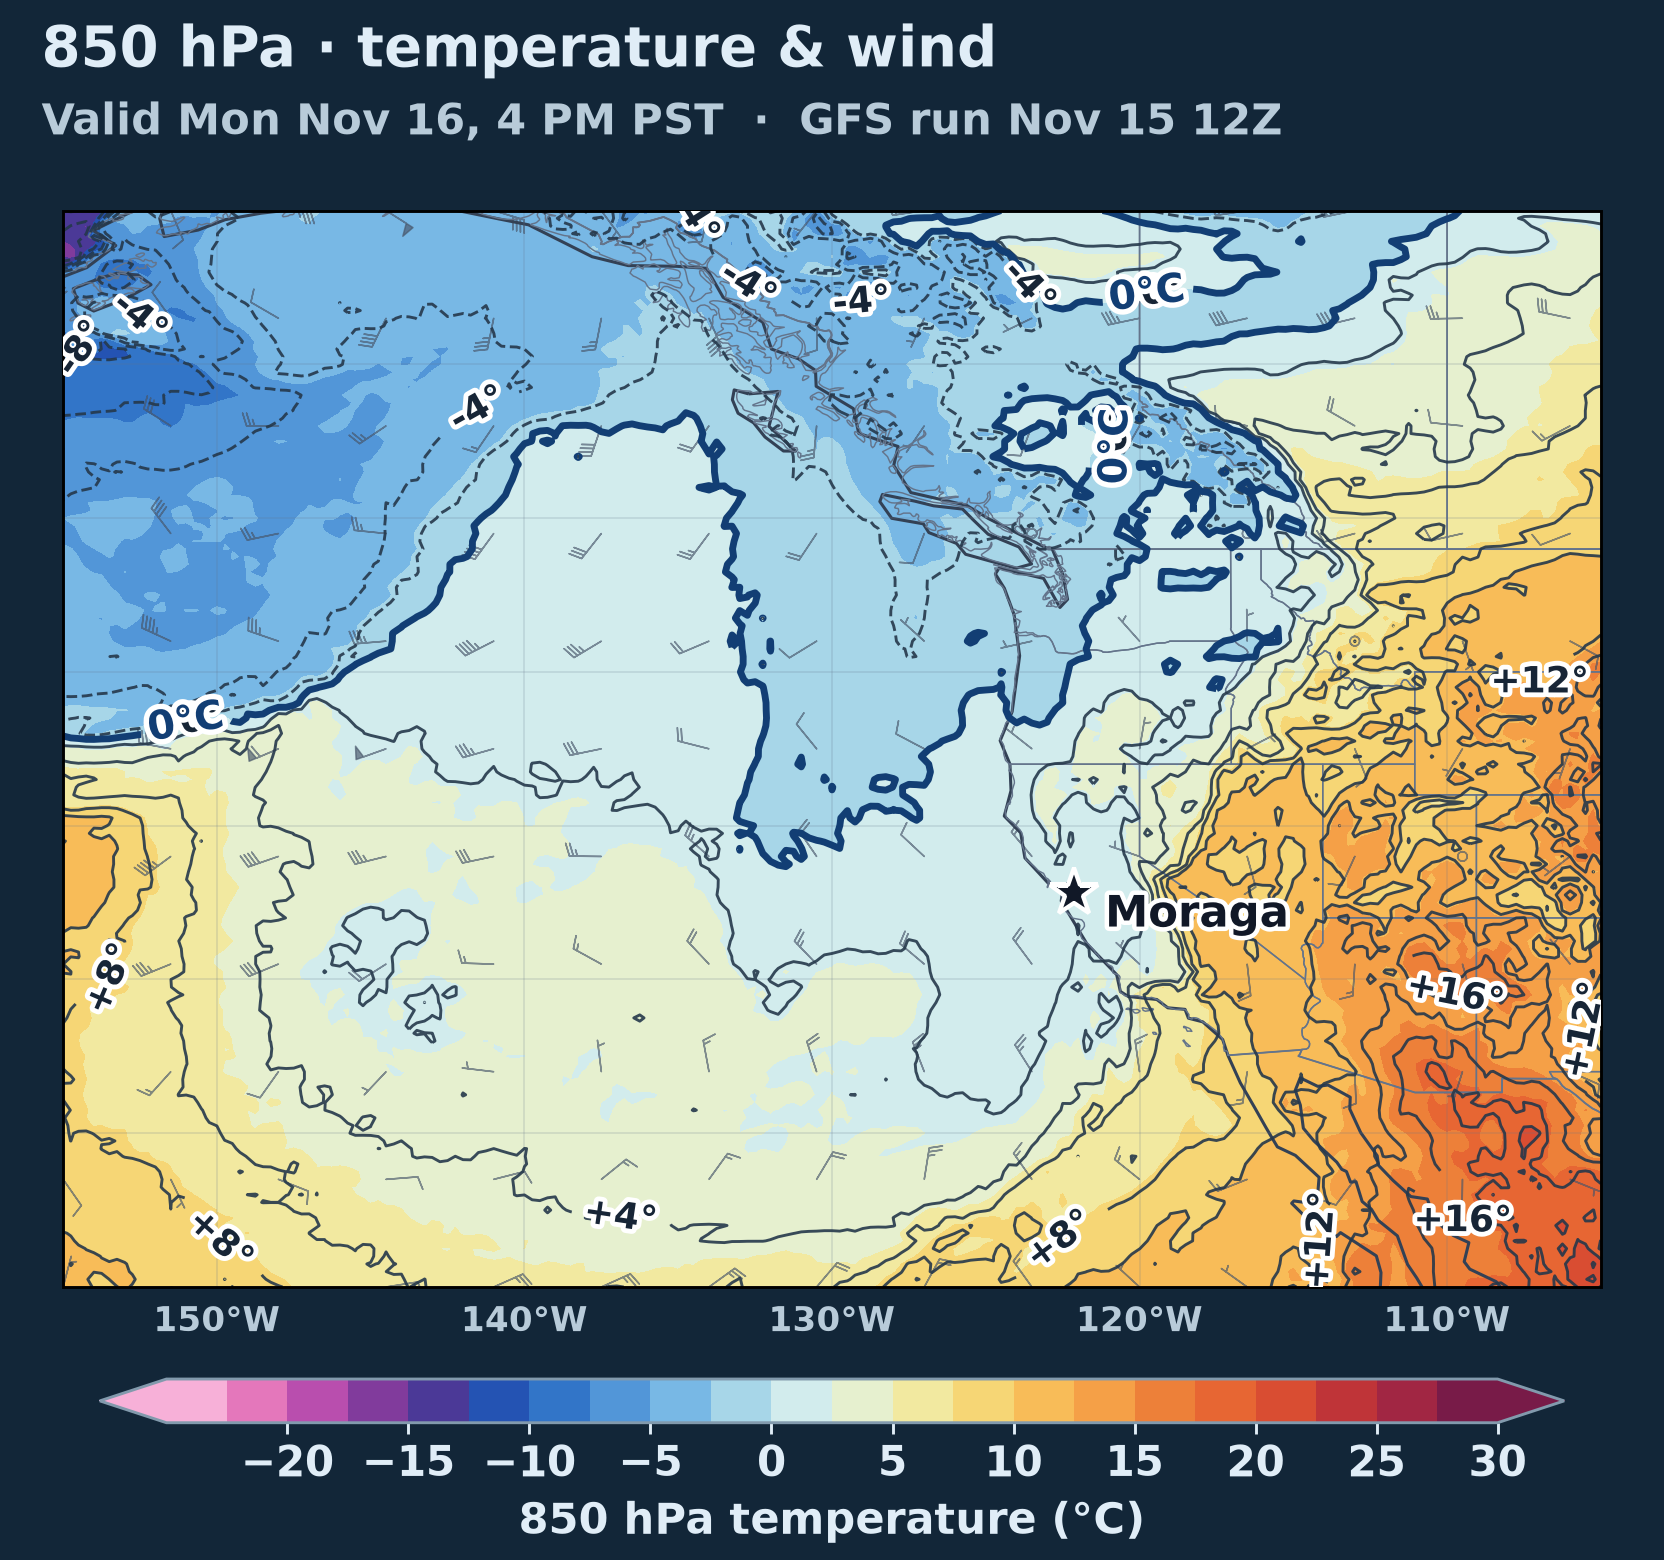 850 hPa · temperature & wind
Valid Mon Nov 16, 4 PM PST · GFS run Nov 15 12Z
-4°
-4°
-4°
-4°
0°C
-4°
-8°
-4°
0°C
+12°
0°C
Moraga
+8°
+16°
+12°
+8°
+4°
+8°
+12°
+16°
150°W 140°W 130°W 120°W 110°W
−20 −15 −10 −5 0 5 10 15 20 25 30
850 hPa temperature (°C)